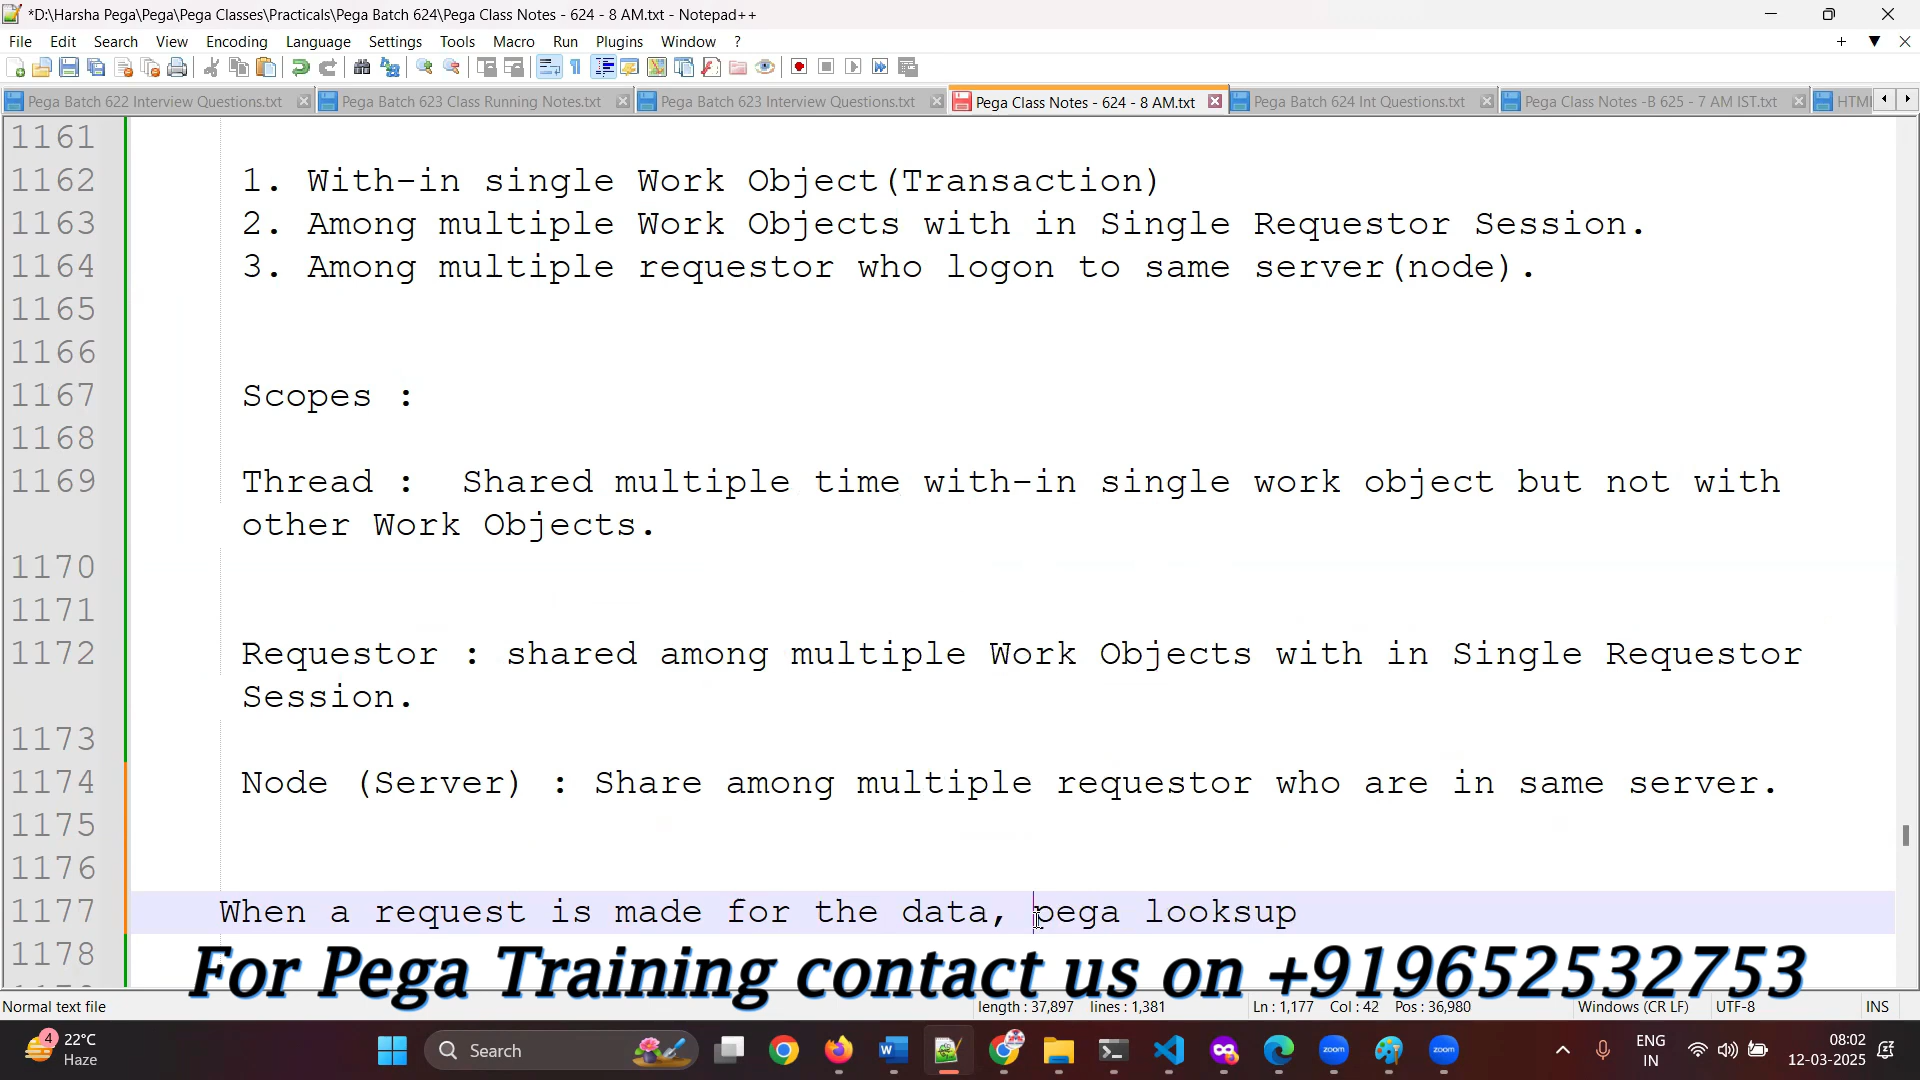 *D:\Harsha Pega\Pega\Pega Classes\Practicals\Pega Batch 624\Pega Class Notes - 624 - 8 AM.txt - Notepad++
File Edit Search View Encoding Language Settings Tools Macro Run Plugins Window ?
Pega Batch 622 Interview Questions.txt Pega Batch 623 Class Running Notes.txt Pega Batch 623 Interview Questions.txt Pega Class Notes - 624 - 8 AM.txt Pega Batch 624 Int Questions.txt Pega Class Notes -B 625 - 7 AM IST.txt HTMl
1161
1162 1. With-in single Work Object(Transaction)
1163 2. Among multiple Work Objects with in Single Requestor Session.
1164 3. Among multiple requestor who logon to same server(node).
1165
1166
1167 Scopes :
1168
1169 Thread :  Shared multiple time with-in single work object but not with
other Work Objects.
1170
1171
1172 Requestor : shared among multiple Work Objects with in Single Requestor
Session.
1173
1174 Node (Server) : Share among multiple requestor who are in same server.
1175
1176
1177 When a request is made for the data, pega looksup
1178
For Pega Training contact us on +919652532753
Normal text file length : 37,897 lines : 1,381 Ln : 1,177 Col : 42 Pos : 36,980 Windows (CR LF) UTF-8 INS
4 22°C Haze Search ENG IN 08:02 12-03-2025